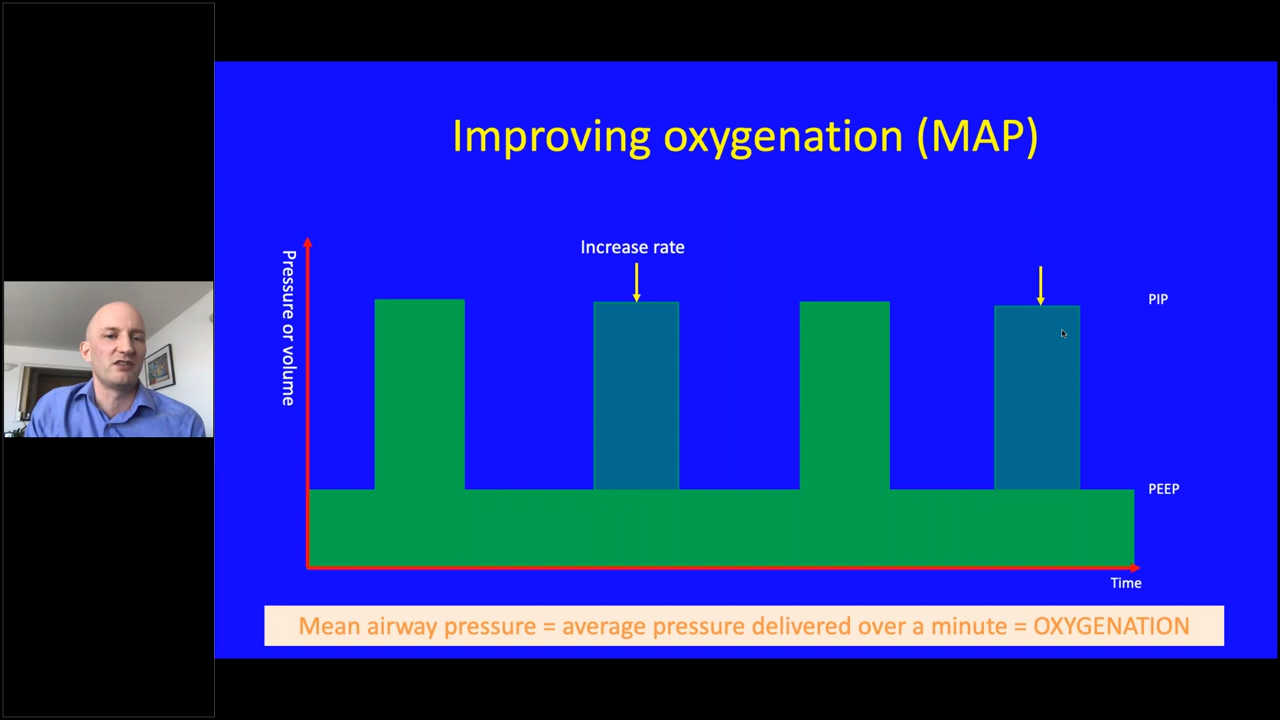 Improving oxygenation (MAP)
Increase rate
Pressure or volume
PIP
PEEP
Time
Mean airway pressure = average pressure delivered over a minute = OXYGENATION